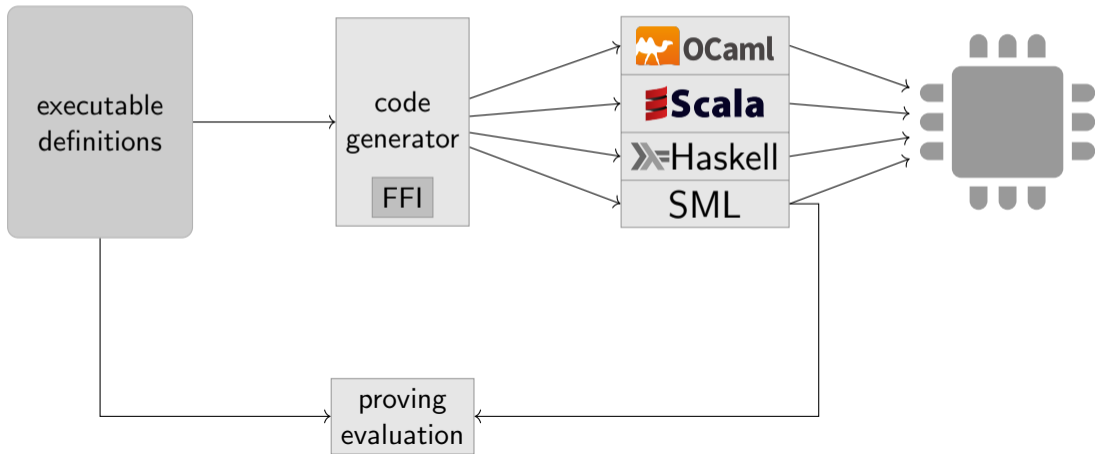 executable
definitions
code
generator
FFI
OCaml
Scala
Haskell
SML
proving
evaluation